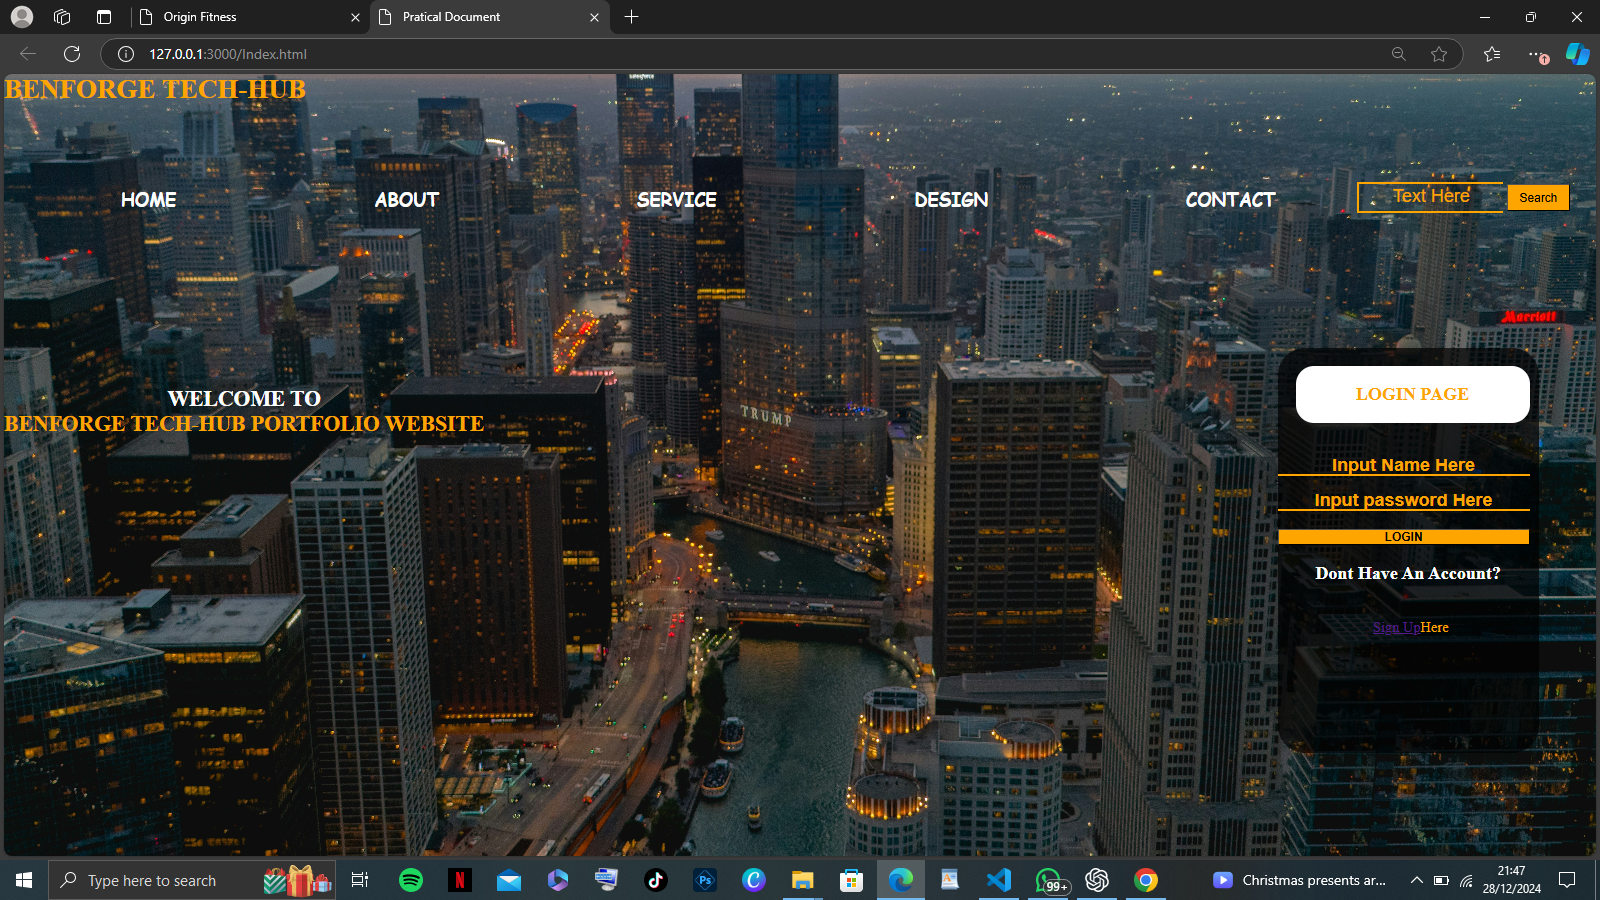 Origin Fitness
Pratical Document
127.0.0.1:3000/Index.html
BENFORGE TECH-HUB
HOME ABOUT SERVICE DESIGN CONTACT Text Here Search
salesforce
Marriott
TRUMP
WELCOME TO
BENFORGE TECH-HUB PORTFOLIO WEBSITE
LOGIN PAGE
Input Name Here
Input password Here
LOGIN
Dont Have An Account?
Sign UpHere
Type here to search
N
Ps
C
99+
Christmas presents ar...
21:47
28/12/2024